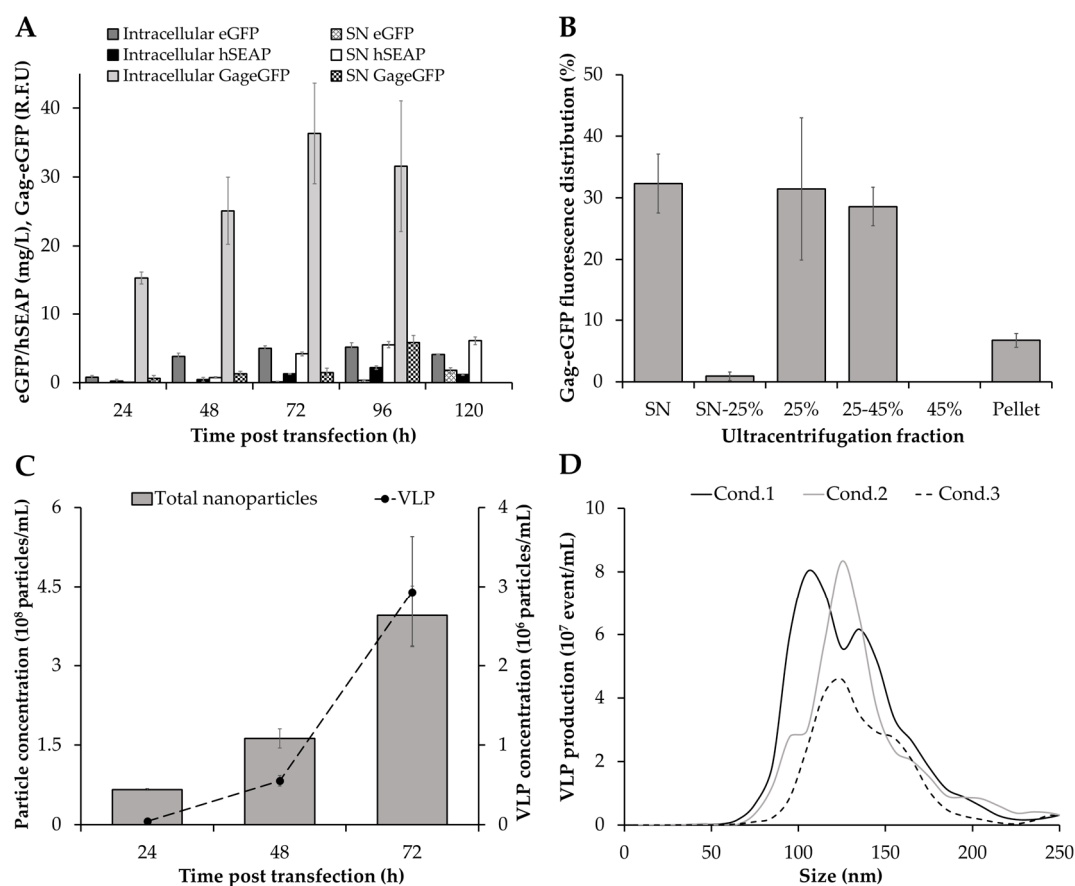 A
Intracellular eGFP
SN eGFP
Intracellular hSEAP
SN hSEAP
Intracellular GageGFP
SN GageGFP
eGFP/hSEAP (mg/L), Gag-eGFP (R.F.U)
40
30
20
10
0
24 48 72 96 120
Time post transfection (h)
B
Gag-eGFP fluorescence distribution (%)
50
40
30
20
10
0
SN SN-25% 25% 25-45% 45% Pellet
Ultracentrifugation fraction
C
Total nanoparticles
VLP
Particle concentration (10⁸ particles/mL)
6
4.5
3
1.5
0
4
3
2
1
0
VLP concentration (10⁶ particles/mL)
24 48 72
Time post transfection (h)
D
Cond.1 Cond.2 Cond.3
VLP production (10⁷ event/mL)
10
8
6
4
2
0
0 50 100 150 200 250
Size (nm)